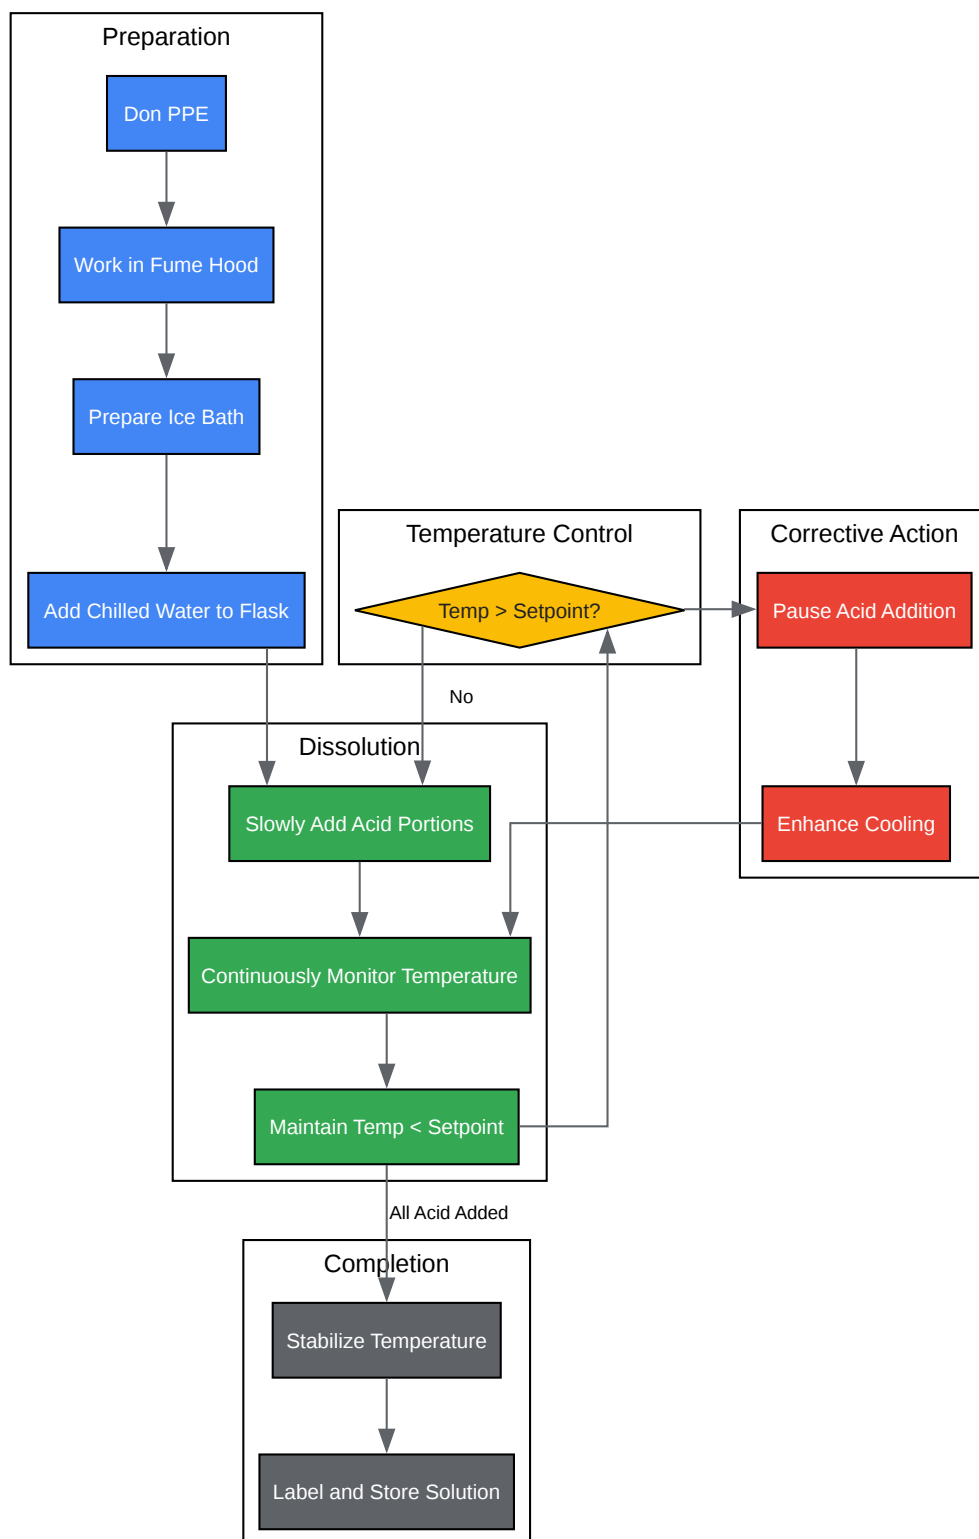 Preparation
Don PPE
Work in Fume Hood
Prepare Ice Bath
Add Chilled Water to Flask
Temperature Control
Temp > Setpoint?
No
Corrective Action
Pause Acid Addition
Enhance Cooling
Dissolution
Slowly Add Acid Portions
Continuously Monitor Temperature
Maintain Temp < Setpoint
All Acid Added
Completion
Stabilize Temperature
Label and Store Solution